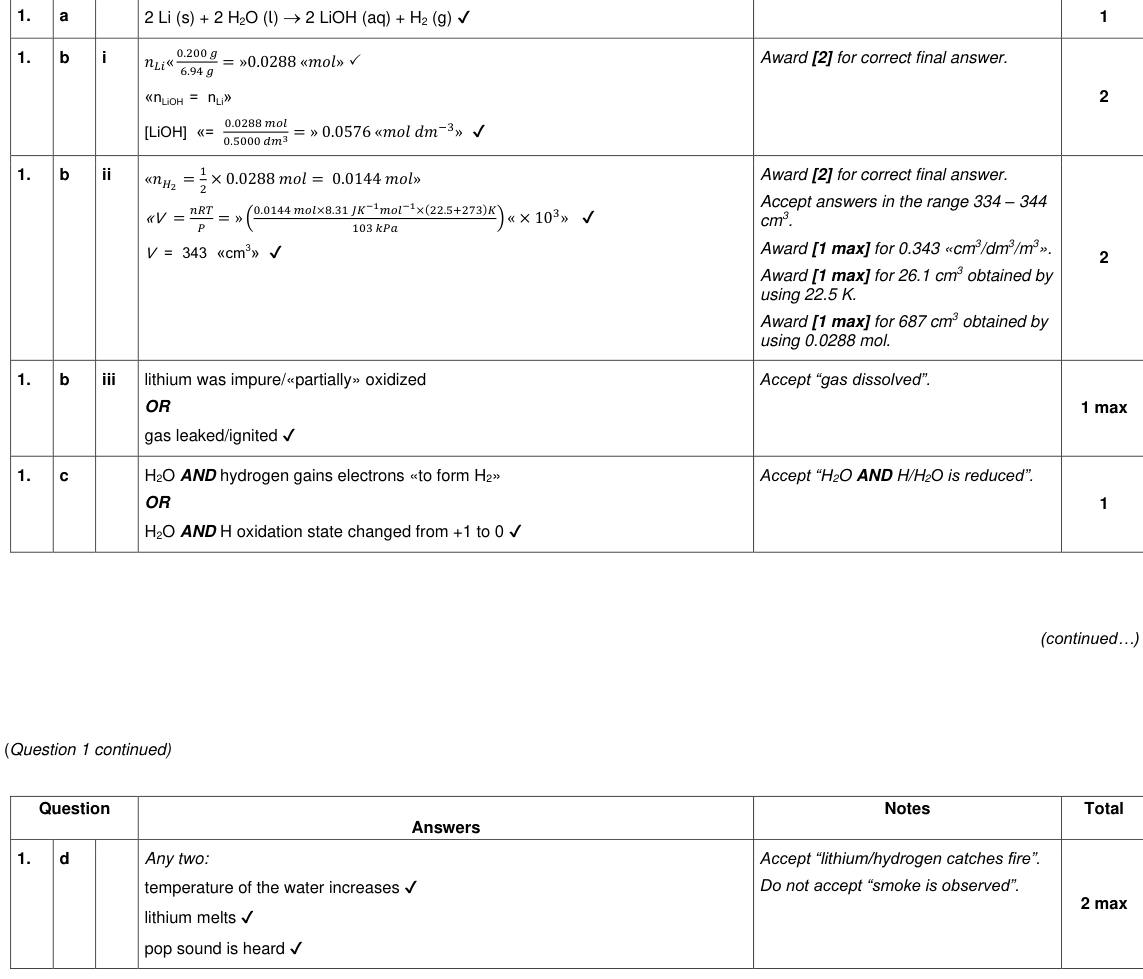 1. a 2 Li (s) + 2 H₂O (l) → 2 LiOH (aq) + H₂ (g) ✓ 1
1. b i n_Li« 0.200 g / 6.94 g = »0.0288 «mol» ✓ Award [2] for correct final answer. 2
«n_LiOH = n_Li»
[LiOH] «= 0.0288 mol / 0.5000 dm³ = » 0.0576 «mol dm⁻³» ✓
1. b ii «n_H₂ = 1/2 × 0.0288 mol = 0.0144 mol» Award [2] for correct final answer. 2
«V = nRT/P = » (0.0144 mol×8.31 JK⁻¹mol⁻¹×(22.5+273)K / 103 kPa) « × 10³» ✓ Accept answers in the range 334 – 344
cm³.
V = 343 «cm³» ✓ Award [1 max] for 0.343 «cm³/dm³/m³».
Award [1 max] for 26.1 cm³ obtained by
using 22.5 K.
Award [1 max] for 687 cm³ obtained by
using 0.0288 mol.
1. b iii lithium was impure/«partially» oxidized Accept “gas dissolved”. 1 max
OR
gas leaked/ignited ✓
1. c H₂O AND hydrogen gains electrons «to form H₂» Accept “H₂O AND H/H₂O is reduced”. 1
OR
H₂O AND H oxidation state changed from +1 to 0 ✓
(continued…)
(Question 1 continued)
Question Answers Notes Total
1. d Any two: Accept “lithium/hydrogen catches fire”. 2 max
temperature of the water increases ✓ Do not accept “smoke is observed”.
lithium melts ✓
pop sound is heard ✓